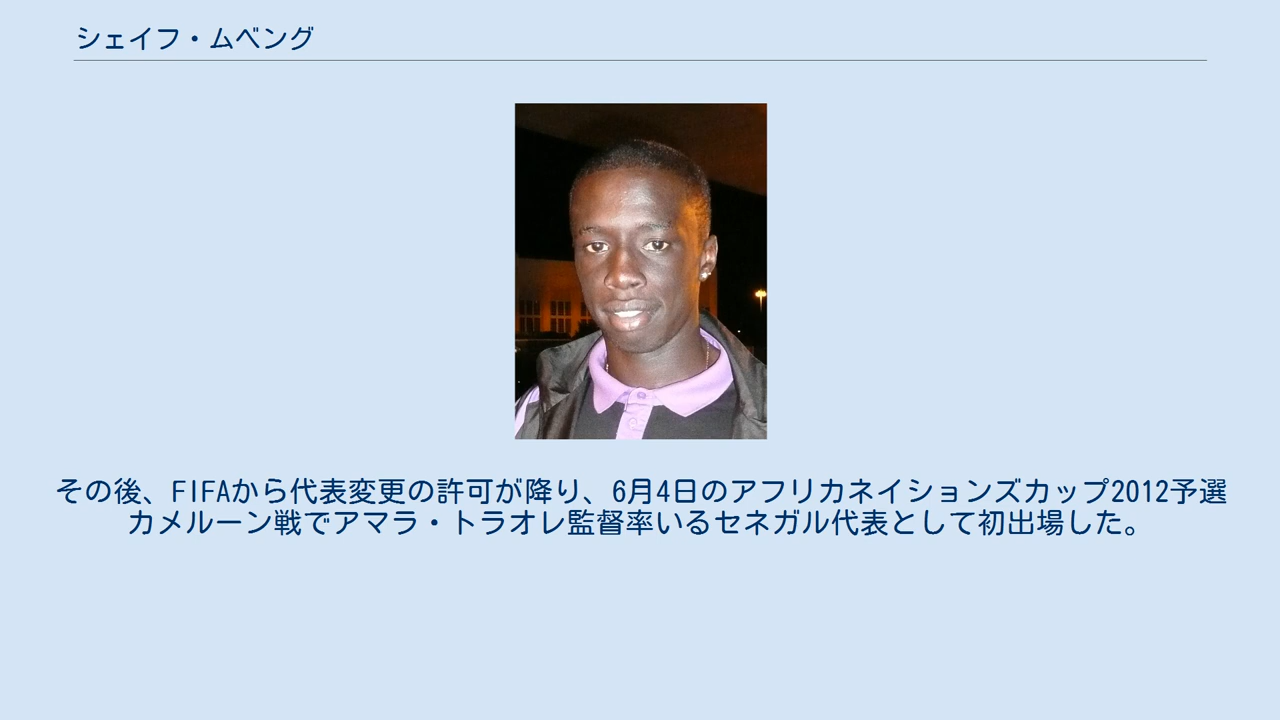 シェイフ・ムベング
その後、FIFAから代表変更の許可が降り、6月4日のアフリカネイションズカップ2012予選
カメルーン戦でアマラ・トラオレ監督率いるセネガル代表として初出場した。